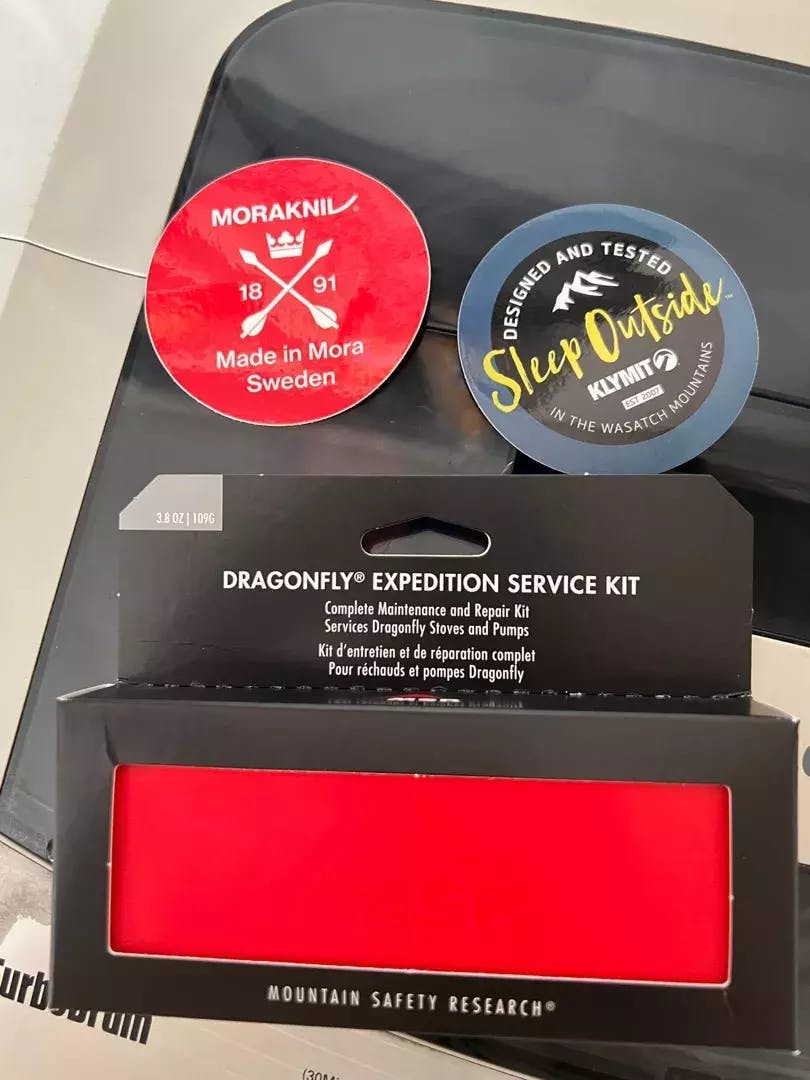 MORAKNIV®
18 91
Made in Mora
Sweden
DESIGNED AND TESTED
Sleep Outside™
KLYMIT
EST. 2007
IN THE WASATCH MOUNTAINS
3.8 OZ | 109G
DRAGONFLY® EXPEDITION SERVICE KIT
Complete Maintenance and Repair Kit
Services Dragonfly Stoves and Pumps
Kit d'entretien et de réparation complet
Pour réchauds et pompes Dragonfly
MOUNTAIN SAFETY RESEARCH®